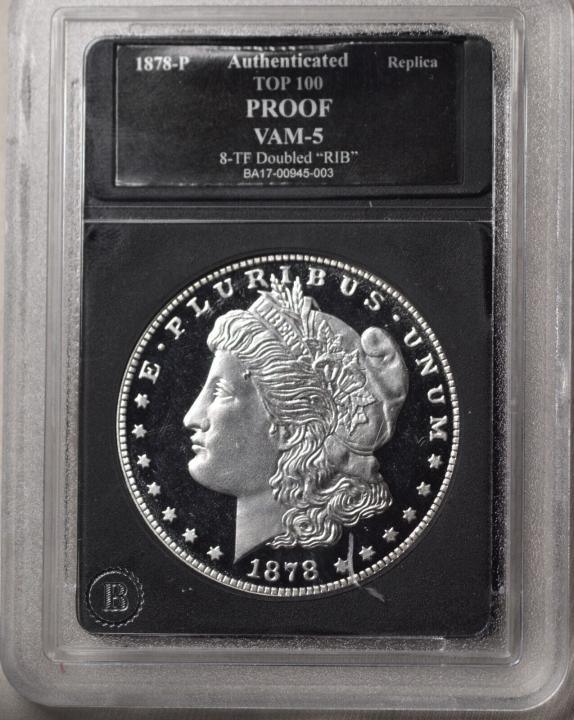 1878-P Authenticated Replica
TOP 100
PROOF
VAM-5
8-TF Doubled “RIB”
BA17-00945-003
E · PLURIBUS · UNUM
LIBERTY
1878
B